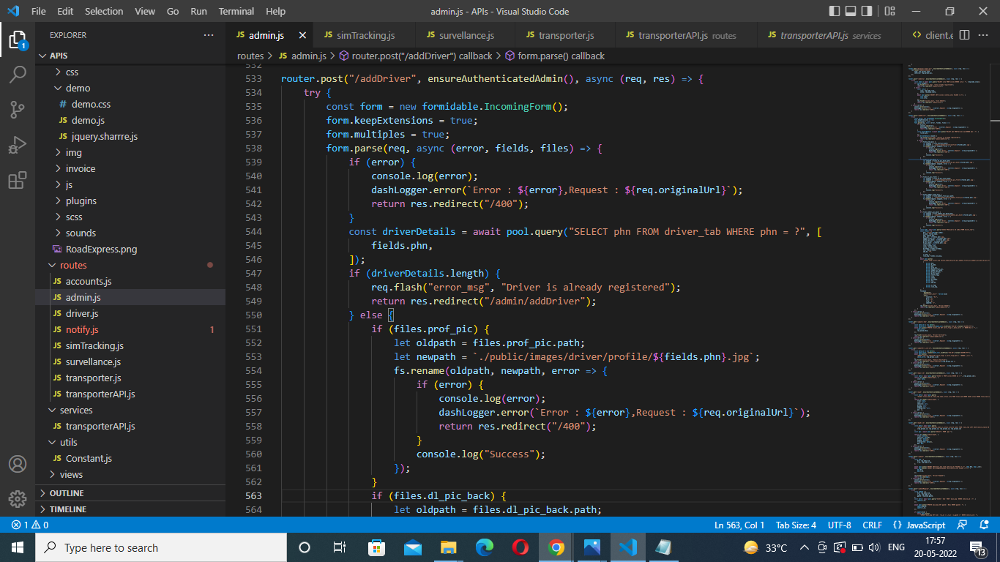 File Edit Selection View Go Run Terminal Help
admin.js - APIs - Visual Studio Code
EXPLORER
admin.js
simTracking.js
survellance.js
transporter.js
transporterAPI.js routes
transporterAPI.js services
client.e
1
APIS
css
demo
demo.css
demo.js
jquery.sharrre.js
img
invoice
js
plugins
scss
sounds
RoadExpress.png
routes
accounts.js
admin.js
driver.js
notify.js 1
simTracking.js
survellance.js
transporter.js
transporterAPI.js
services
transporterAPI.js
utils
Constant.js
views
OUTLINE
TIMELINE
routes > JS admin.js > router.post("/addDriver") callback > form.parse() callback
532
533 router.post("/addDriver", ensureAuthenticatedAdmin(), async (req, res) => {
534 try {
535 const form = new formidable.IncomingForm();
536 form.keepExtensions = true;
537 form.multiples = true;
538 form.parse(req, async (error, fields, files) => {
539 if (error) {
540 console.log(error);
541 dashLogger.error(`Error : ${error},Request : ${req.originalUrl}`);
542 return res.redirect("/400");
543 }
544 const driverDetails = await pool.query("SELECT phn FROM driver_tab WHERE phn = ?", [
545 fields.phn,
546 ]);
547 if (driverDetails.length) {
548 req.flash("error_msg", "Driver is already registered");
549 return res.redirect("/admin/addDriver");
550 } else {
551 if (files.prof_pic) {
552 let oldpath = files.prof_pic.path;
553 let newpath = `./public/images/driver/profile/${fields.phn}.jpg`;
554 fs.rename(oldpath, newpath, error => {
555 if (error) {
556 console.log(error);
557 dashLogger.error(`Error : ${error},Request : ${req.originalUrl}`);
558 return res.redirect("/400");
559 }
560 console.log("Success");
561 });
562 }
563 if (files.dl_pic_back) {
564 let oldpath = files.dl_pic_back.path;
1 0
Ln 563, Col 1 Tab Size: 4 UTF-8 CRLF {} JavaScript
Type here to search
33°C
ENG
17:57
20-05-2022
13